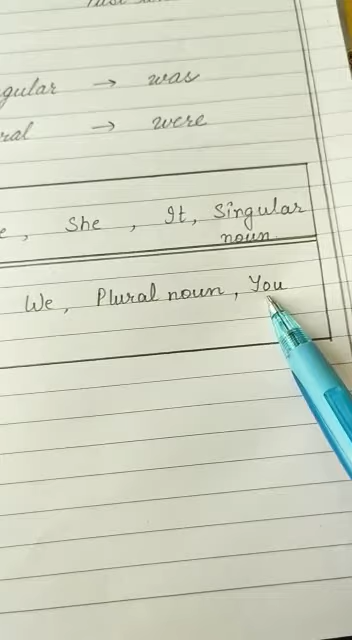 gular → was
ral → were
e, She, It, Singular
noun
We, Plural noun, You